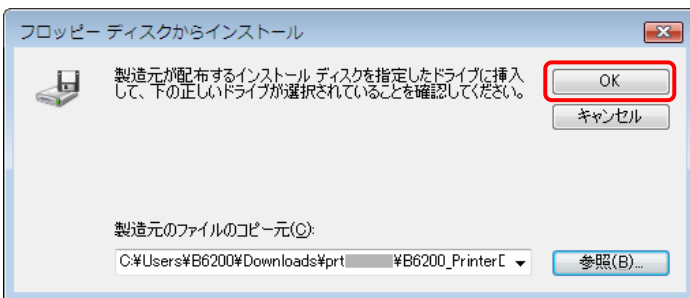 フロッピー ディスクからインストール
製造元が配布するインストール ディスクを指定したドライブに挿入
して、下の正しいドライブが選択されていることを確認してください。
OK
キャンセル
製造元のファイルのコピー元(C):
C:¥Users¥B6200¥Downloads¥prt ¥B6200_Printer[
参照(B)...